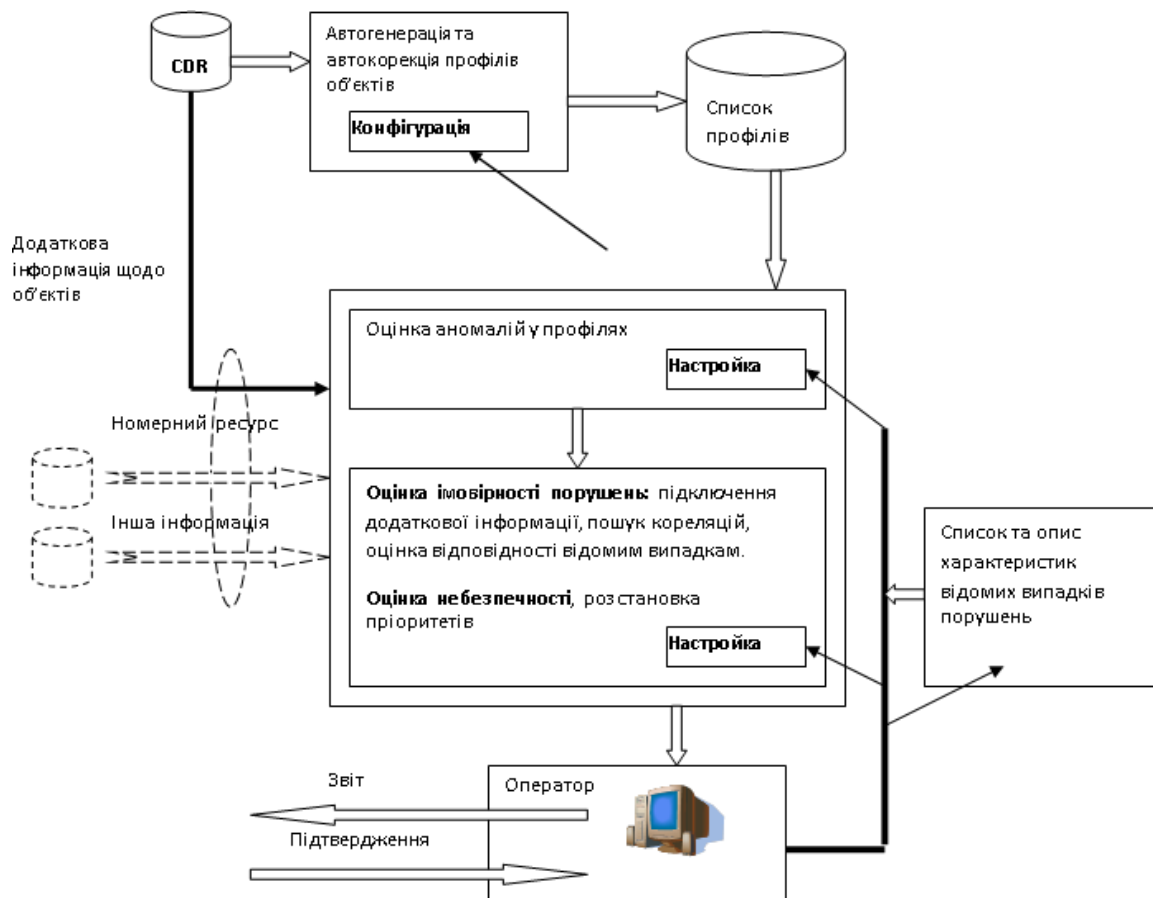 Автогенерація та
автокорекція профілів
об'єктів
CDR
Конфігурація
Список
профілів
Додаткова
інформація щодо
об'єктів
Оцінка аномалій у профілях
Настройка
Номерний ресурс
Оцінка імовірності порушень: підключення
додаткової інформації, пошук кореляцій,
оцінка відповідності відомим випадкам.
Інша інформація
Оцінка небезпечності, розстановка
пріоритетів
Настройка
Список та опис
характеристик
відомих випадків
порушень
Звіт
Оператор
Підтвердження